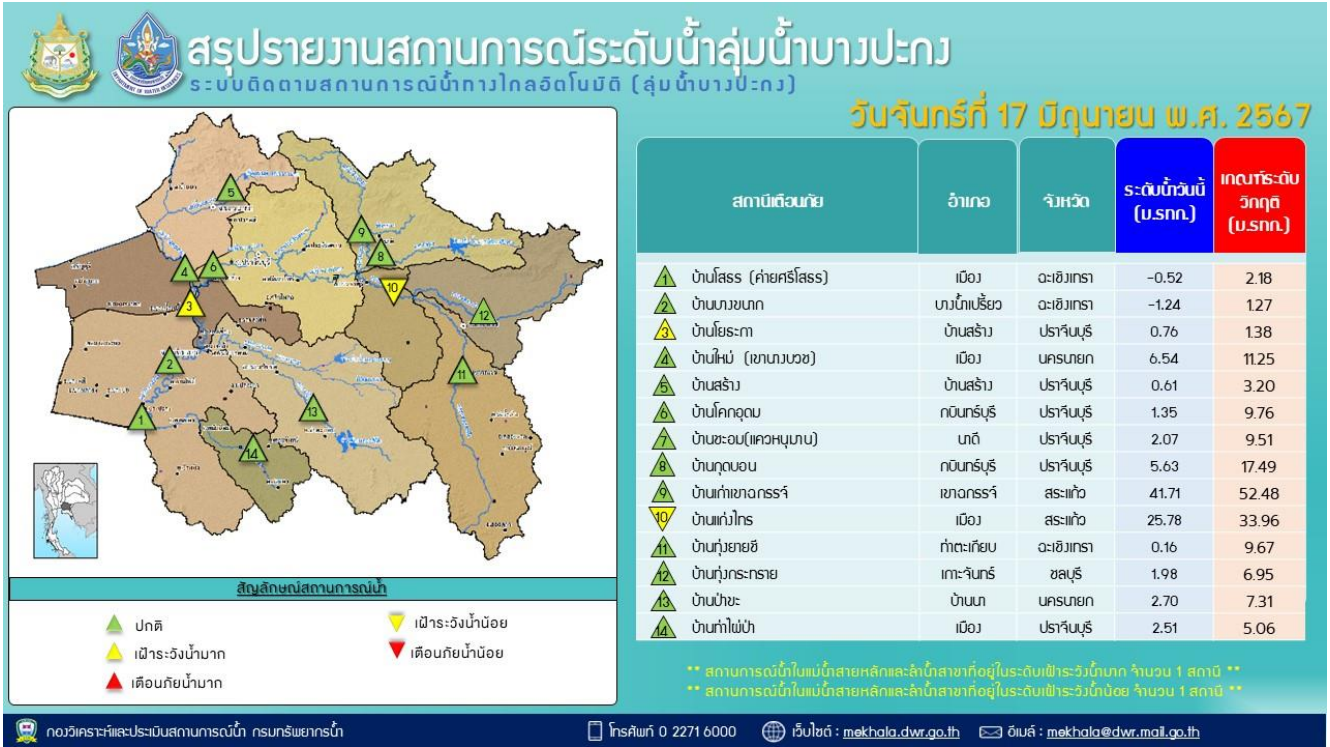 สรุปรายงานสถานการณ์ระดับน้ำลุ่มน้ำบางปะกง
ระบบติดตามสถานการณ์น้ำทางไกลอัตโนมัติ (ลุ่มน้ำบางปะกง)
วันจันทร์ที่ 17 มิถุนายน พ.ศ. 2567
5
9
8
4
6
10
3
12
2
11
13
1
14
สัญลักษณ์สถานการณ์น้ำ
ปกติ
เฝ้าระวังน้ำน้อย
เฝ้าระวังน้ำมาก
เตือนภัยน้ำน้อย
เตือนภัยน้ำมาก
สถานีเตือนภัย อำเภอ จังหวัด ระดับน้ำวันนี้ (ม.รทก.) เกณฑ์ระดับวิกฤติ (ม.รทก.)
1 บ้านโสธร (ค่ายศรีโสธร) เมือง ฉะเชิงเทรา -0.52 2.18
2 บ้านบางขนาก บางน้ำเปรี้ยว ฉะเชิงเทรา -1.24 1.27
3 บ้านโยธะกา บ้านสร้าง ปราจีนบุรี 0.76 1.38
4 บ้านใหม่ (เขานางบวช) เมือง นครนายก 6.54 11.25
5 บ้านสร้าง บ้านสร้าง ปราจีนบุรี 0.61 3.20
6 บ้านโคกอุดม กบินทร์บุรี ปราจีนบุรี 1.35 9.76
7 บ้านชะอม(แควหนุมาน) นาดี ปราจีนบุรี 2.07 9.51
8 บ้านกุดบอน กบินทร์บุรี ปราจีนบุรี 5.63 17.49
9 บ้านเก่าเขาฉกรรจ์ เขาฉกรรจ์ สระแก้ว 41.71 52.48
10 บ้านแก่งไทร เมือง สระแก้ว 25.78 33.96
11 บ้านทุ่งยายชี ท่าตะเกียบ ฉะเชิงเทรา 0.16 9.67
12 บ้านทุ่งกระทราย เกาะจันทร์ ชลบุรี 1.98 6.95
13 บ้านป่าขะ บ้านนา นครนายก 2.70 7.31
14 บ้านท่าไผ่ป่า เมือง ปราจีนบุรี 2.51 5.06
** สถานการณ์น้ำในแม่น้ำสายหลักและลำน้ำสาขาที่อยู่ในระดับเฝ้าระวังน้ำมาก จำนวน 1 สถานี **
** สถานการณ์น้ำในแม่น้ำสายหลักและลำน้ำสาขาที่อยู่ในระดับเฝ้าระวังน้ำน้อย จำนวน 1 สถานี **
กองวิเคราะห์และประเมินสถานการณ์น้ำ กรมทรัพยากรน้ำ โทรศัพท์ 0 2271 6000 เว็บไซต์ : mekhala.dwr.go.th อีเมล์ : mekhala@dwr.mail.go.th